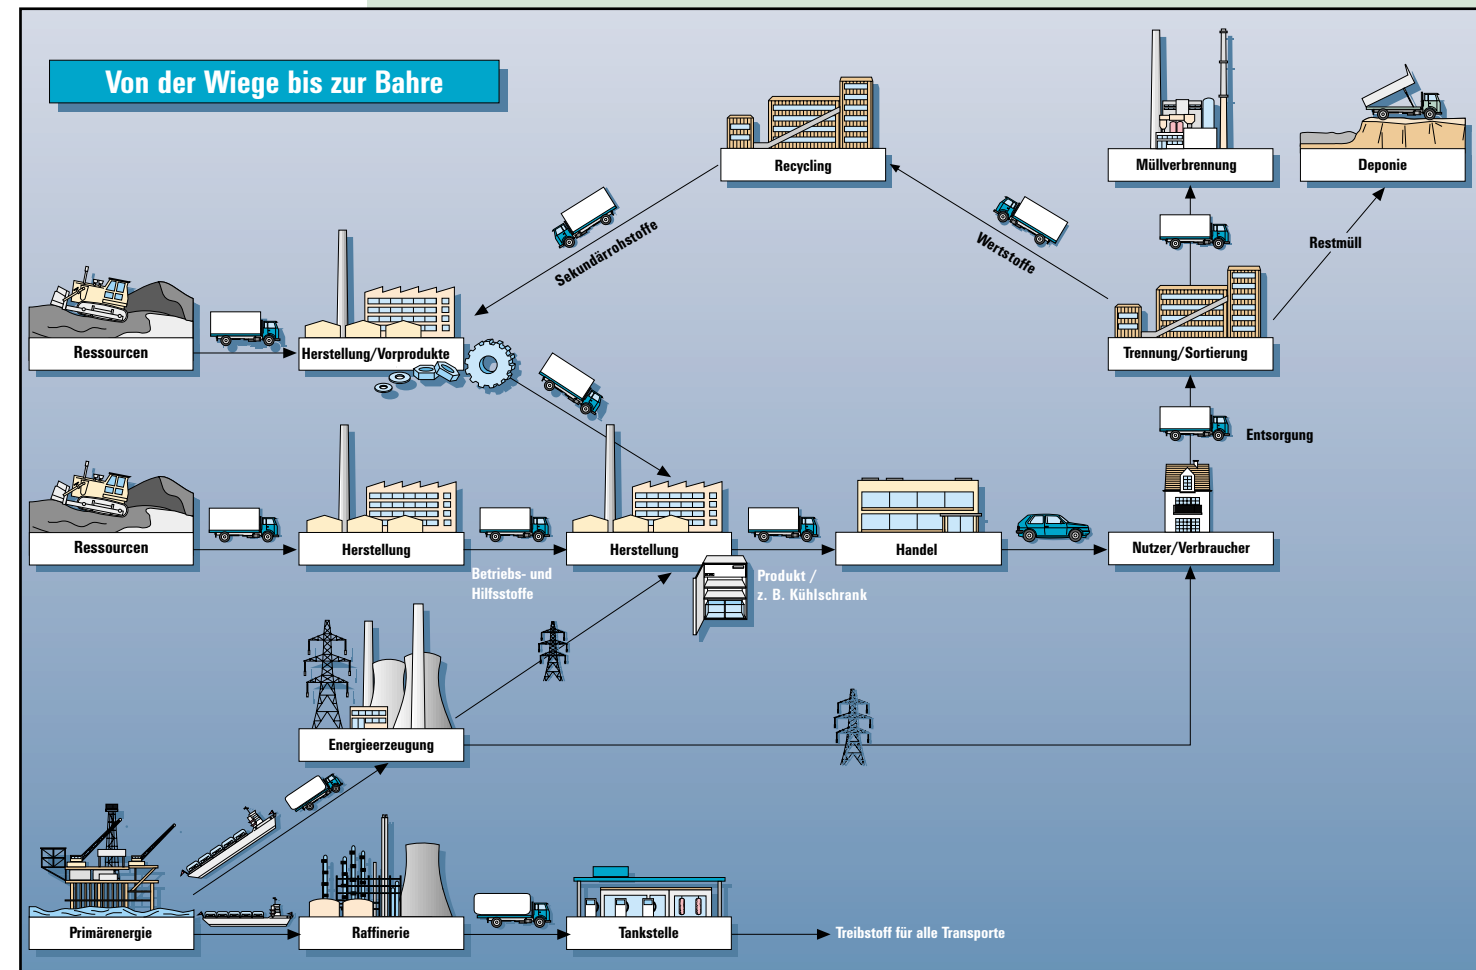 Von der Wiege bis zur Bahre
Recycling
Müllverbrennung
Deponie
Sekundärrohstoffe
Wertstoffe
Restmüll
Ressourcen
Herstellung/Vorprodukte
Trennung/Sortierung
Entsorgung
Ressourcen
Herstellung
Herstellung
Handel
Nutzer/Verbraucher
Betriebs- und
Hilfsstoffe
Produkt /
z. B. Kühlschrank
Energieerzeugung
Primärenergie
Raffinerie
Tankstelle
Treibstoff für alle Transporte